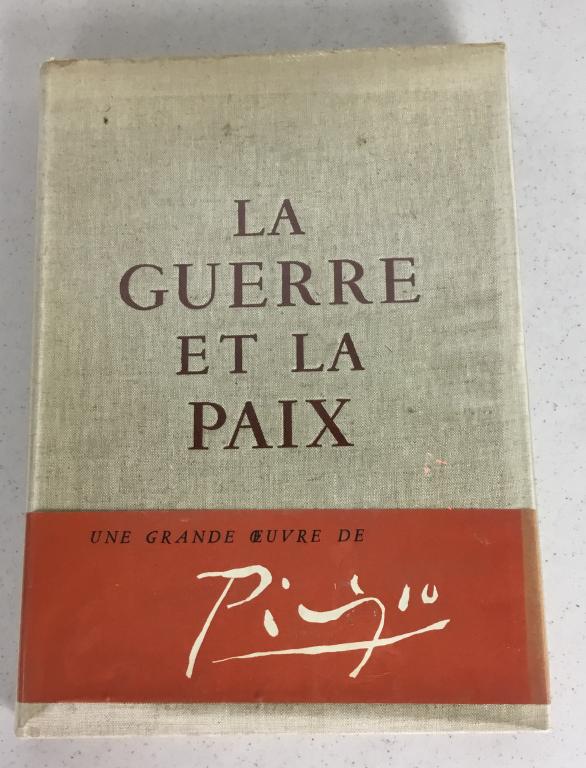 LA
GUERRE
ET LA
PAIX
UNE GRANDE ŒUVRE DE
Picasso